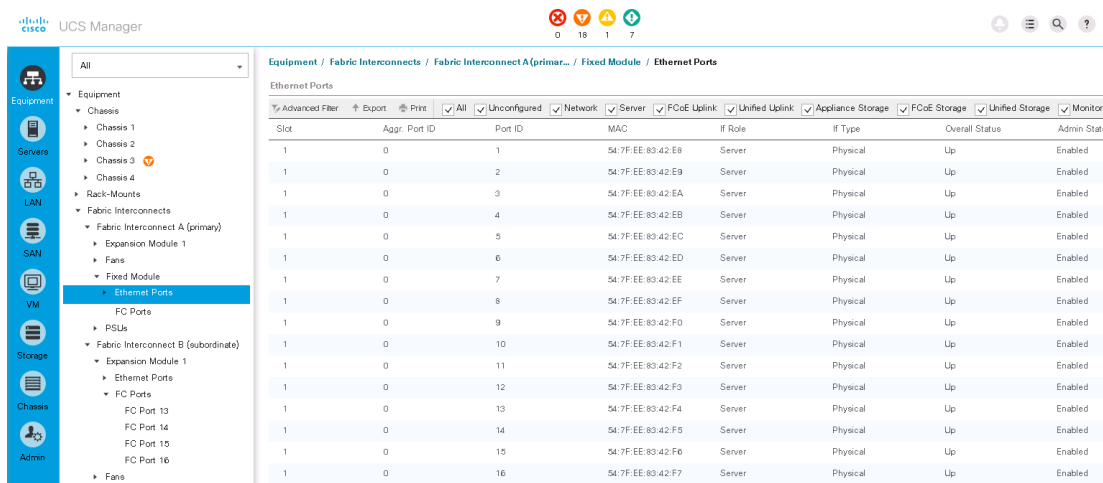 CISCO UCS Manager
0 18 1 7
Equipment
Servers
LAN
SAN
VM
Storage
Chassis
Admin
All
Equipment
Chassis
Chassis 1
Chassis 2
Chassis 3
Chassis 4
Rack-Mounts
Fabric Interconnects
Fabric Interconnect A (primary)
Expansion Module 1
Fans
Fixed Module
Ethernet Ports
FC Ports
PSUs
Fabric Interconnect B (subordinate)
Expansion Module 1
Ethernet Ports
FC Ports
FC Port 13
FC Port 14
FC Port 15
FC Port 16
Fans
Equipment / Fabric Interconnects / Fabric Interconnect A (primar... / Fixed Module / Ethernet Ports
Ethernet Ports
Advanced Filter Export Print All Unconfigured Network Server FCoE Uplink Unified Uplink Appliance Storage FCoE Storage Unified Storage Monitor
Slot Aggr. Port ID Port ID MAC If Role If Type Overall Status Admin State
1 0 1 54:7F:EE:83:42:E8 Server Physical Up Enabled
1 0 2 54:7F:EE:83:42:E9 Server Physical Up Enabled
1 0 3 54:7F:EE:83:42:EA Server Physical Up Enabled
1 0 4 54:7F:EE:83:42:EB Server Physical Up Enabled
1 0 5 54:7F:EE:83:42:EC Server Physical Up Enabled
1 0 6 54:7F:EE:83:42:ED Server Physical Up Enabled
1 0 7 54:7F:EE:83:42:EE Server Physical Up Enabled
1 0 8 54:7F:EE:83:42:EF Server Physical Up Enabled
1 0 9 54:7F:EE:83:42:F0 Server Physical Up Enabled
1 0 10 54:7F:EE:83:42:F1 Server Physical Up Enabled
1 0 11 54:7F:EE:83:42:F2 Server Physical Up Enabled
1 0 12 54:7F:EE:83:42:F3 Server Physical Up Enabled
1 0 13 54:7F:EE:83:42:F4 Server Physical Up Enabled
1 0 14 54:7F:EE:83:42:F5 Server Physical Up Enabled
1 0 15 54:7F:EE:83:42:F6 Server Physical Up Enabled
1 0 16 54:7F:EE:83:42:F7 Server Physical Up Enabled